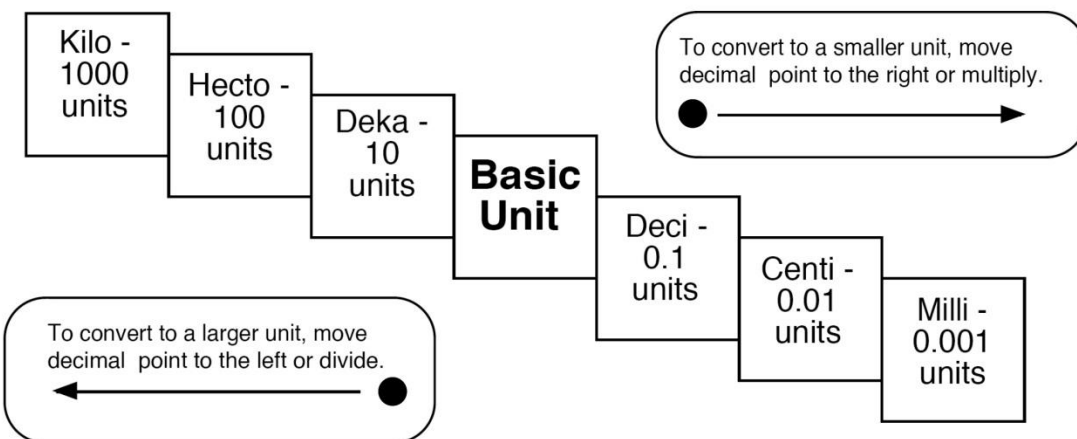 Kilo -
1000
units
Hecto -
100
units
Deka -
10
units
Basic
Unit
Deci -
0.1
units
Centi -
0.01
units
Milli -
0.001
units
To convert to a smaller unit, move
decimal point to the right or multiply.
To convert to a larger unit, move
decimal point to the left or divide.